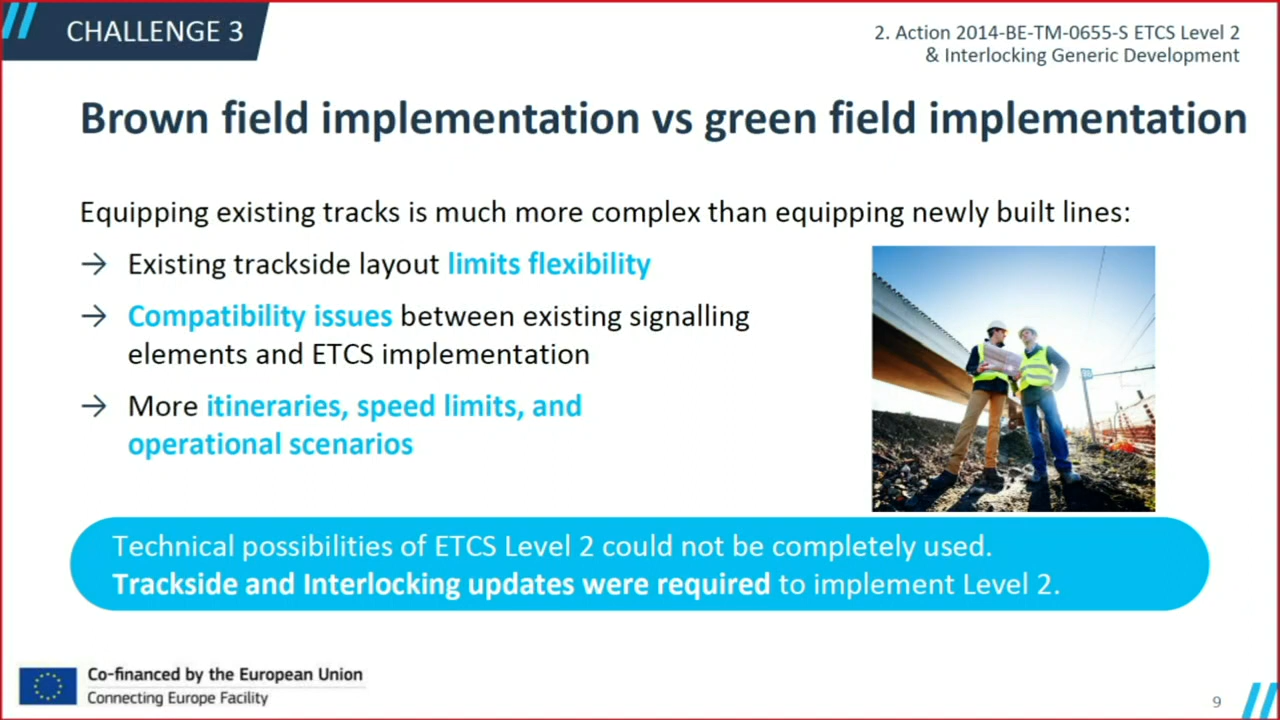 CHALLENGE 3
2. Action 2014-BE-TM-0655-S ETCS Level 2
& Interlocking Generic Development
Brown field implementation vs green field implementation
Equipping existing tracks is much more complex than equipping newly built lines:
→ Existing trackside layout limits flexibility
→ Compatibility issues between existing signalling
elements and ETCS implementation
→ More itineraries, speed limits, and
operational scenarios
Technical possibilities of ETCS Level 2 could not be completely used.
Trackside and Interlocking updates were required to implement Level 2.
Co-financed by the European Union
Connecting Europe Facility
9